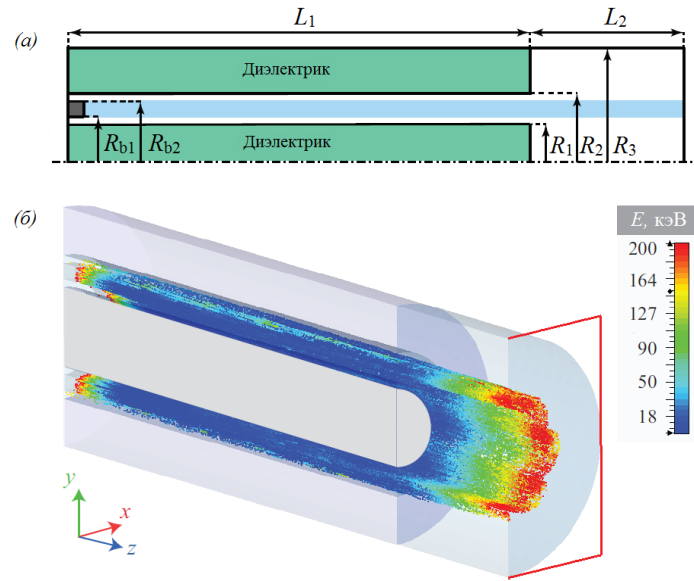 (а)
L1
L2
Диэлектрик
Rb1
Rb2
Диэлектрик
R1
R2
R3
(б)
E, кэВ
200
164
127
90
50
18
y
x
z